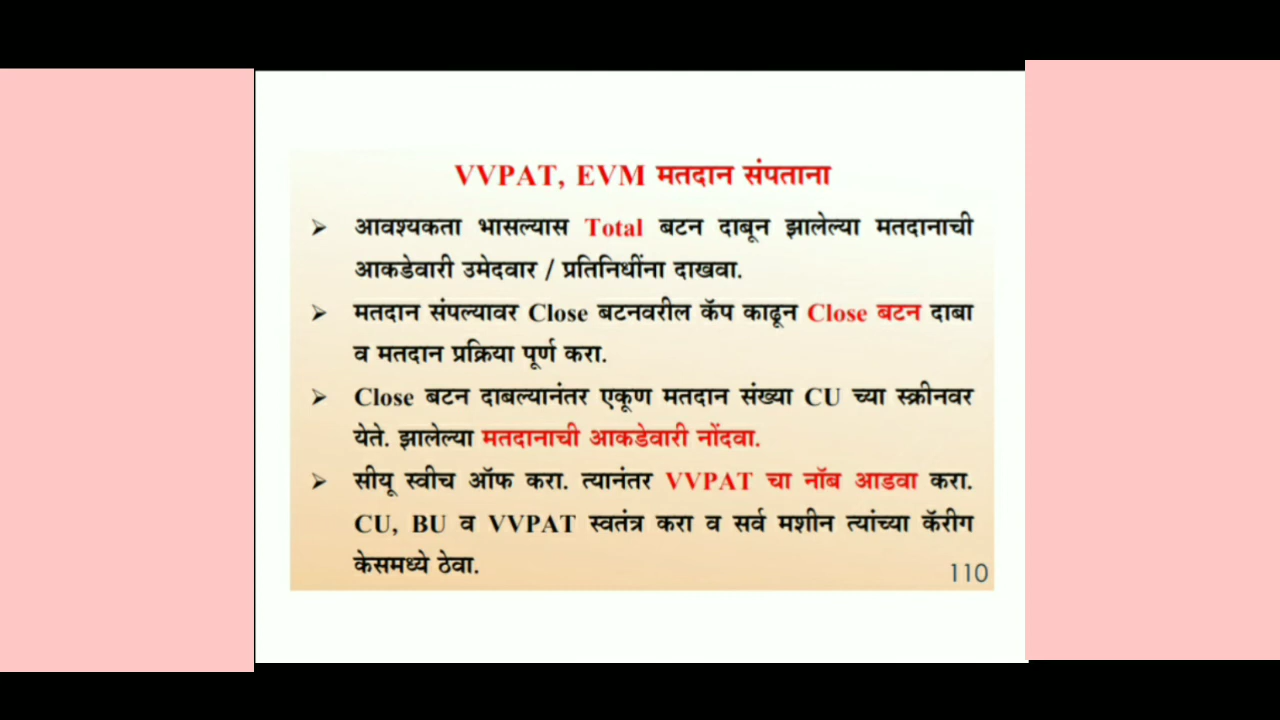 VVPAT, EVM मतदान संपताना
➢ आवश्यकता भासल्यास Total बटन दाबून झालेल्या मतदानाची
आकडेवारी उमेदवार / प्रतिनिधींना दाखवा.
➢ मतदान संपल्यावर Close बटनवरील कॅप काढून Close बटन दाबा
व मतदान प्रक्रिया पूर्ण करा.
➢ Close बटन दाबल्यानंतर एकूण मतदान संख्या CU च्या स्क्रीनवर
येते. झालेल्या मतदानाची आकडेवारी नोंदवा.
➢ सीयू स्वीच ऑफ करा. त्यानंतर VVPAT चा नॉब आडवा करा.
CU, BU व VVPAT स्वतंत्र करा व सर्व मशीन त्यांच्या कॅरीग
केसमध्ये ठेवा.
110